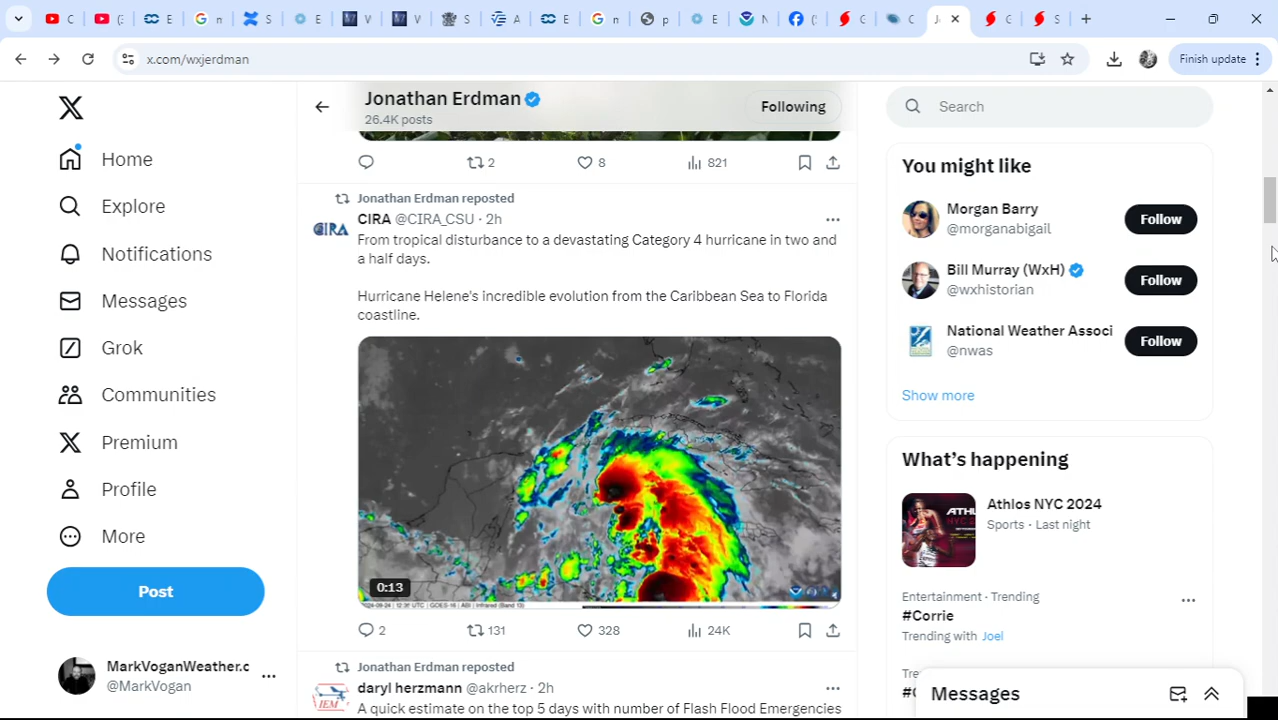 x.com/wxjerdman
Finish update
Jonathan Erdman
26.4K posts
Following
Search
Home
Explore
Notifications
Messages
Grok
Communities
Premium
Profile
More
Post
MarkVoganWeather.c
@MarkVogan
2
8
821
Jonathan Erdman reposted
CIRA @CIRA_CSU · 2h
From tropical disturbance to a devastating Category 4 hurricane in two and
a half days.
Hurricane Helene's incredible evolution from the Caribbean Sea to Florida
coastline.
0:13
2
131
328
24K
Jonathan Erdman reposted
daryl herzmann @akrherz · 2h
A quick estimate on the top 5 days with number of Flash Flood Emergencies
You might like
Morgan Barry
@morganabigail
Follow
Bill Murray (WxH)
@wxhistorian
Follow
National Weather Associ
@nwas
Follow
Show more
What's happening
Athlos NYC 2024
Sports · Last night
Entertainment · Trending
#Corrie
Trending with Joel
Messages